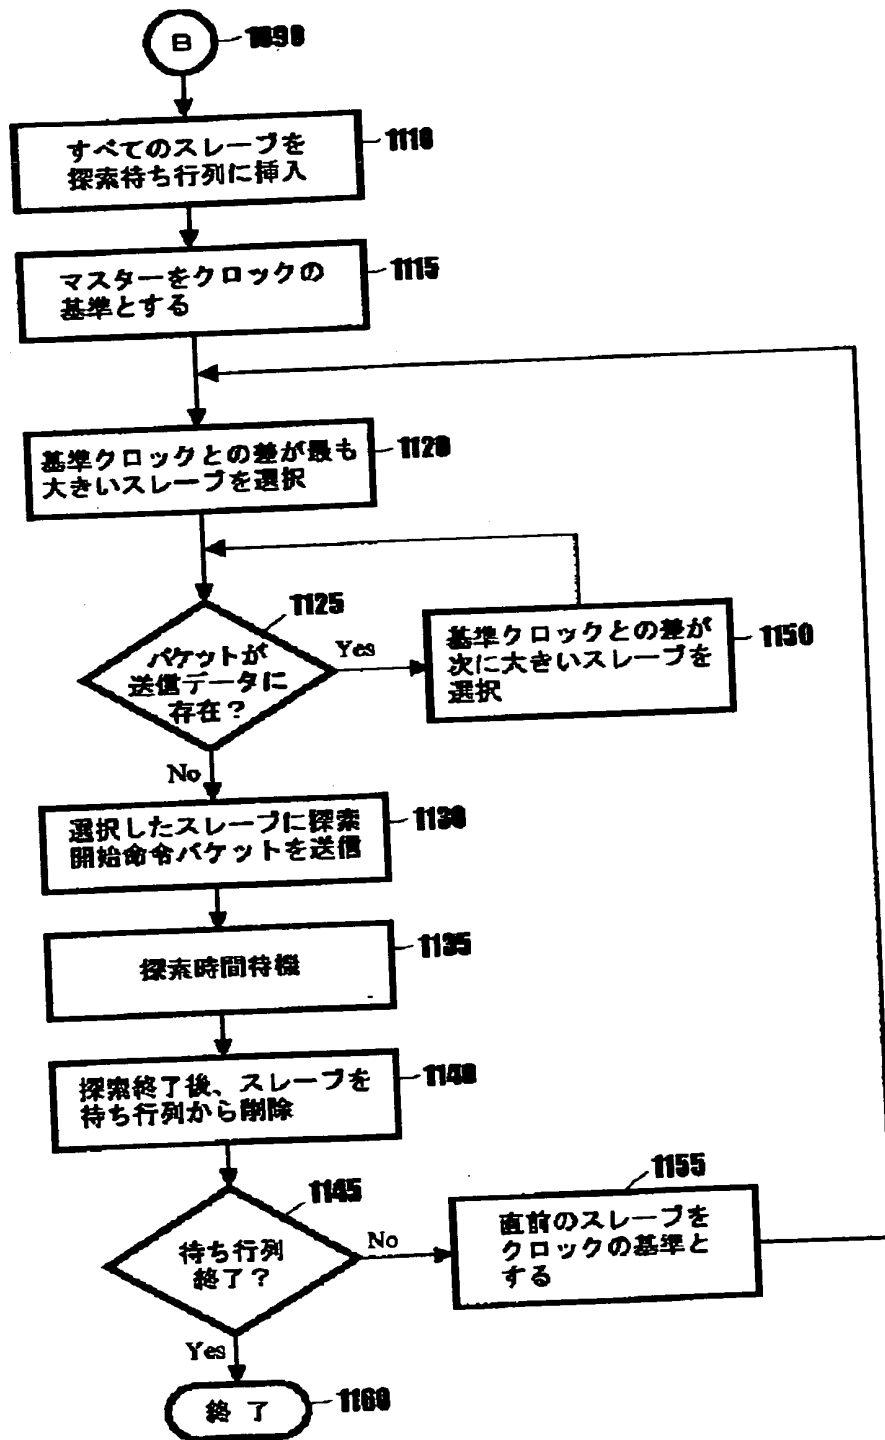 B
1090
すべてのスレーブを
探索待ち行列に挿入
1110
マスターをクロックの
基準とする
1115
基準クロックとの差が最も
大きいスレーブを選択
1120
1125
パケットが
送信データに
存在？
Yes
基準クロックとの差が
次に大きいスレーブを
選択
1150
No
選択したスレーブに探索
開始命令パケットを送信
1130
探索時間待機
1135
探索終了後、スレーブを
待ち行列から削除
1140
1145
待ち行列
終了？
No
1155
直前のスレーブを
クロックの基準と
する
Yes
終了
1160